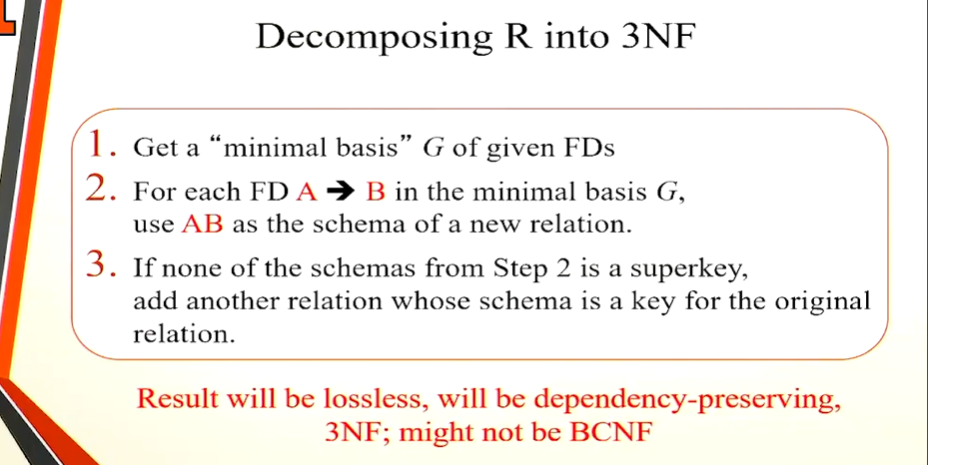 Decomposing R into 3NF
1. Get a “minimal basis” G of given FDs
2. For each FD A ➔ B in the minimal basis G,
use AB as the schema of a new relation.
3. If none of the schemas from Step 2 is a superkey,
add another relation whose schema is a key for the original
relation.
Result will be lossless, will be dependency-preserving,
3NF; might not be BCNF